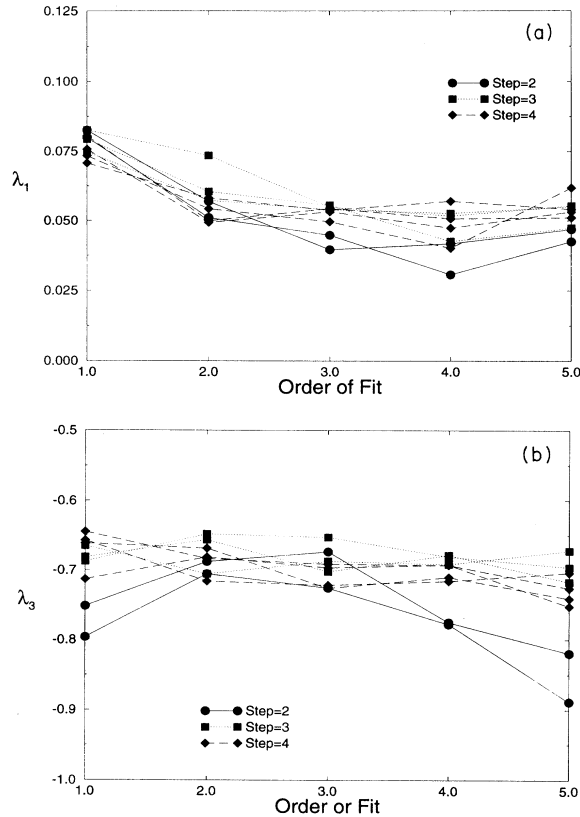 0.125
(a)
0.100
Step=2
Step=3
Step=4
0.075
λ1
0.050
0.025
0.000
1.0 2.0 3.0 4.0 5.0
Order of Fit
-0.5
(b)
-0.6
-0.7
λ3
-0.8
Step=2
Step=3
Step=4
-0.9
-1.0
1.0 2.0 3.0 4.0 5.0
Order or Fit